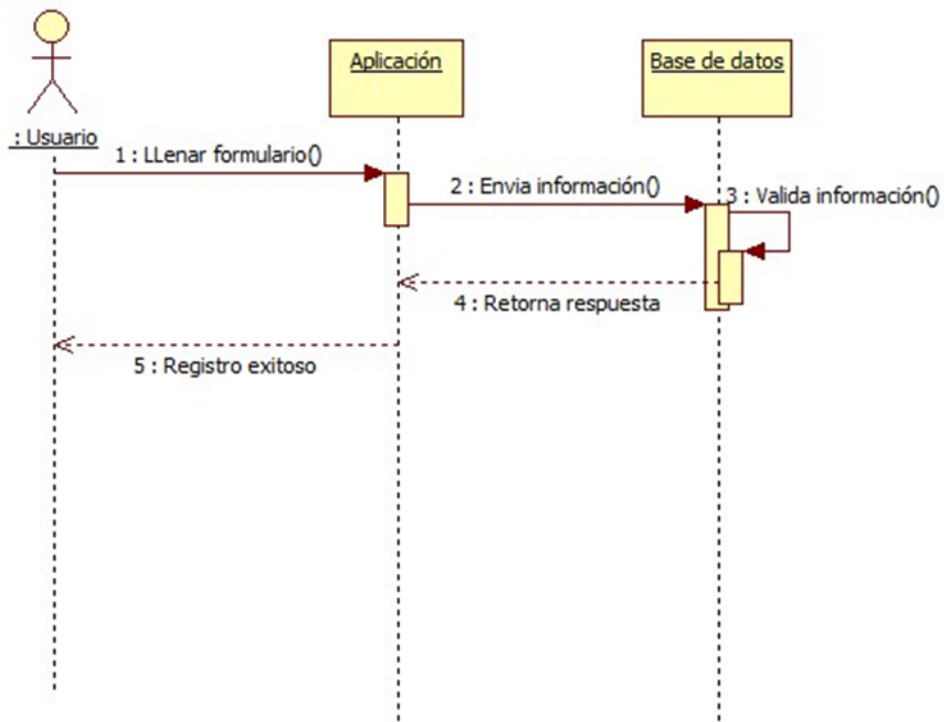 Aplicación
Base de datos
: Usuario
1 : LLenar formulario()
2 : Envia información()
3 : Valida información()
4 : Retorna respuesta
5 : Registro exitoso